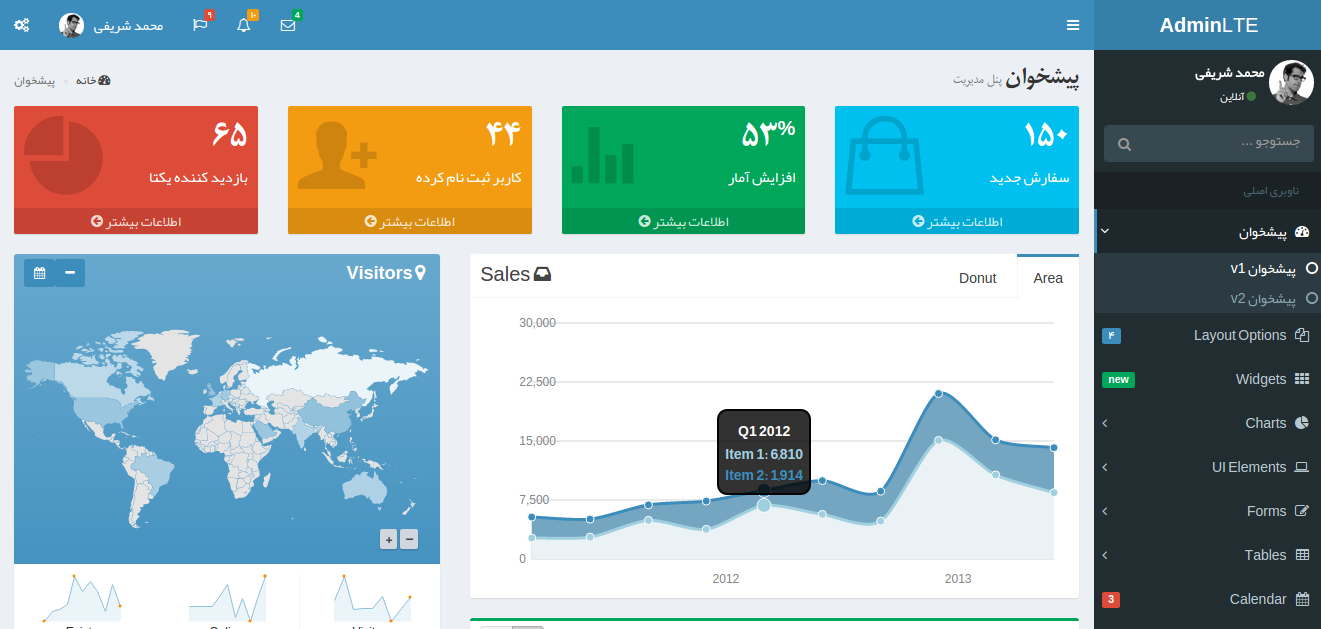 AdminLTE
محمد شریفی
۹
۱۰
4
محمد شریفی
آنلاین
جستوجو ...
ناوبری اصلی
پیشخوان
پیشخوان v1
پیشخوان v2
Layout Options
۴
Widgets
new
Charts
UI Elements
Forms
Tables
Calendar
3
پیشخوان پنل مدیریت
خانه
پیشخوان
۱۵۰
سفارش جدید
اطلاعات بیشتر
۵۳%
افزایش آمار
اطلاعات بیشتر
۴۴
کاربر ثبت نام کرده
اطلاعات بیشتر
۶۵
بازدید کننده یکتا
اطلاعات بیشتر
Sales
Donut
Area
30,000
22,500
15,000
7,500
0
Q1 2012
Item 1: 6,810
Item 2: 1,914
2012
2013
Visitors
+
−